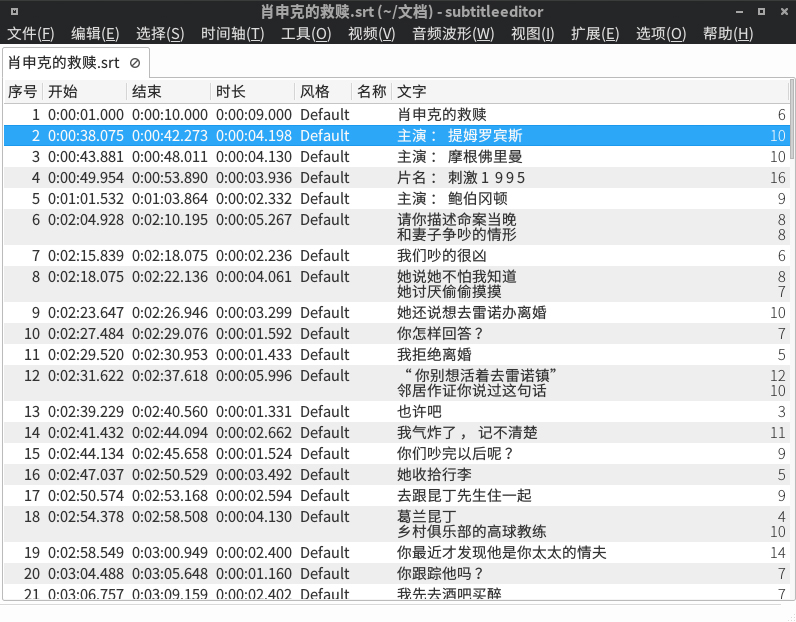 肖申克的救赎.srt (~/文档) - subtitleeditor
文件(F) 编辑(E) 选择(S) 时间轴(T) 工具(O) 视频(V) 音频波形(W) 视图(I) 扩展(E) 选项(O) 帮助(H)
肖申克的救赎.srt
序号 开始 结束 时长 风格 名称 文字
1 0:00:01.000 0:00:10.000 0:00:09.000 Default 肖申克的救赎 6
2 0:00:38.075 0:00:42.273 0:00:04.198 Default 主演： 提姆罗宾斯 10
3 0:00:43.881 0:00:48.011 0:00:04.130 Default 主演： 摩根佛里曼 10
4 0:00:49.954 0:00:53.890 0:00:03.936 Default 片名： 刺激 1 9 9 5 16
5 0:01:01.532 0:01:03.864 0:00:02.332 Default 主演： 鲍伯冈顿 9
6 0:02:04.928 0:02:10.195 0:00:05.267 Default 请你描述命案当晚 8
和妻子争吵的情形 8
7 0:02:15.839 0:02:18.075 0:00:02.236 Default 我们吵的很凶 6
8 0:02:18.075 0:02:22.136 0:00:04.061 Default 她说她不怕我知道 8
她讨厌偷偷摸摸 7
9 0:02:23.647 0:02:26.946 0:00:03.299 Default 她还说想去雷诺办离婚 10
10 0:02:27.484 0:02:29.076 0:00:01.592 Default 你怎样回答？ 7
11 0:02:29.520 0:02:30.953 0:00:01.433 Default 我拒绝离婚 5
12 0:02:31.622 0:02:37.618 0:00:05.996 Default “ 你别想活着去雷诺镇” 12
邻居作证你说过这句话 10
13 0:02:39.229 0:02:40.560 0:00:01.331 Default 也许吧 3
14 0:02:41.432 0:02:44.094 0:00:02.662 Default 我气炸了， 记不清楚 11
15 0:02:44.134 0:02:45.658 0:00:01.524 Default 你们吵完以后呢？ 9
16 0:02:47.037 0:02:50.529 0:00:03.492 Default 她收拾行李 5
17 0:02:50.574 0:02:53.168 0:00:02.594 Default 去跟昆丁先生住一起 9
18 0:02:54.378 0:02:58.508 0:00:04.130 Default 葛兰昆丁 4
乡村俱乐部的高球教练 10
19 0:02:58.549 0:03:00.949 0:00:02.400 Default 你最近才发现他是你太太的情夫 14
20 0:03:04.488 0:03:05.648 0:00:01.160 Default 你跟踪他吗？ 7
21 0:03:06.757 0:03:09.159 0:00:02.402 Default 我先去酒吧买醉 7